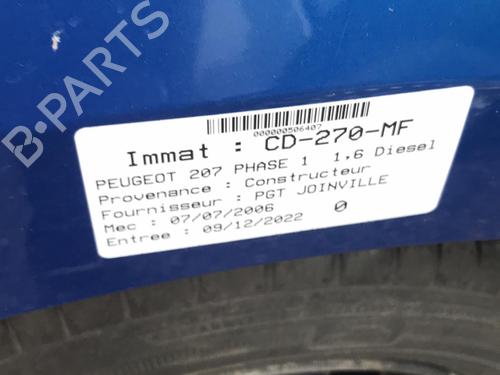 B-PARTS
000000506407
Immat : CD-270-MF
PEUGEOT 207 PHASE 1 1,6 Diesel
Provenance : Constructeur
Fournisseur : PGT JOINVILLE
Mec : 07/07/2006
Entree : 09/12/2022 0